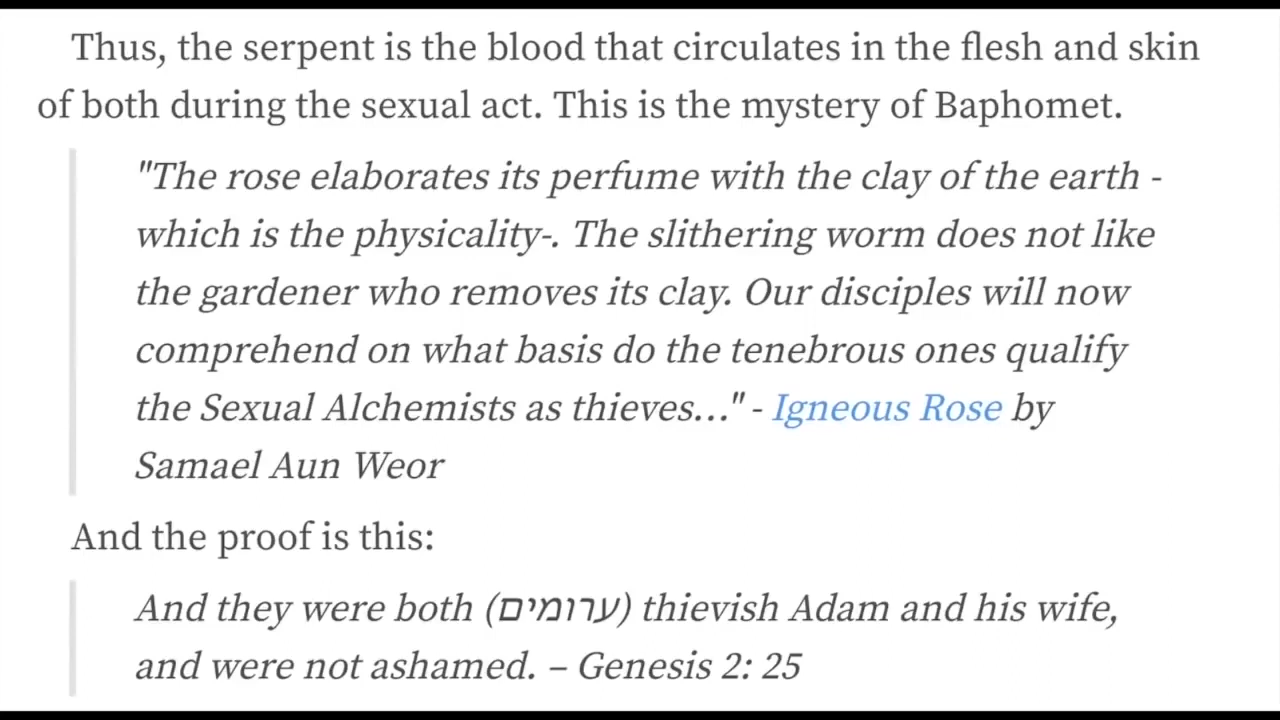 Thus, the serpent is the blood that circulates in the flesh and skin
of both during the sexual act. This is the mystery of Baphomet.
"The rose elaborates its perfume with the clay of the earth -
which is the physicality-. The slithering worm does not like
the gardener who removes its clay. Our disciples will now
comprehend on what basis do the tenebrous ones qualify
the Sexual Alchemists as thieves..." - Igneous Rose by
Samael Aun Weor
And the proof is this:
And they were both (ערומים) thievish Adam and his wife,
and were not ashamed. – Genesis 2: 25